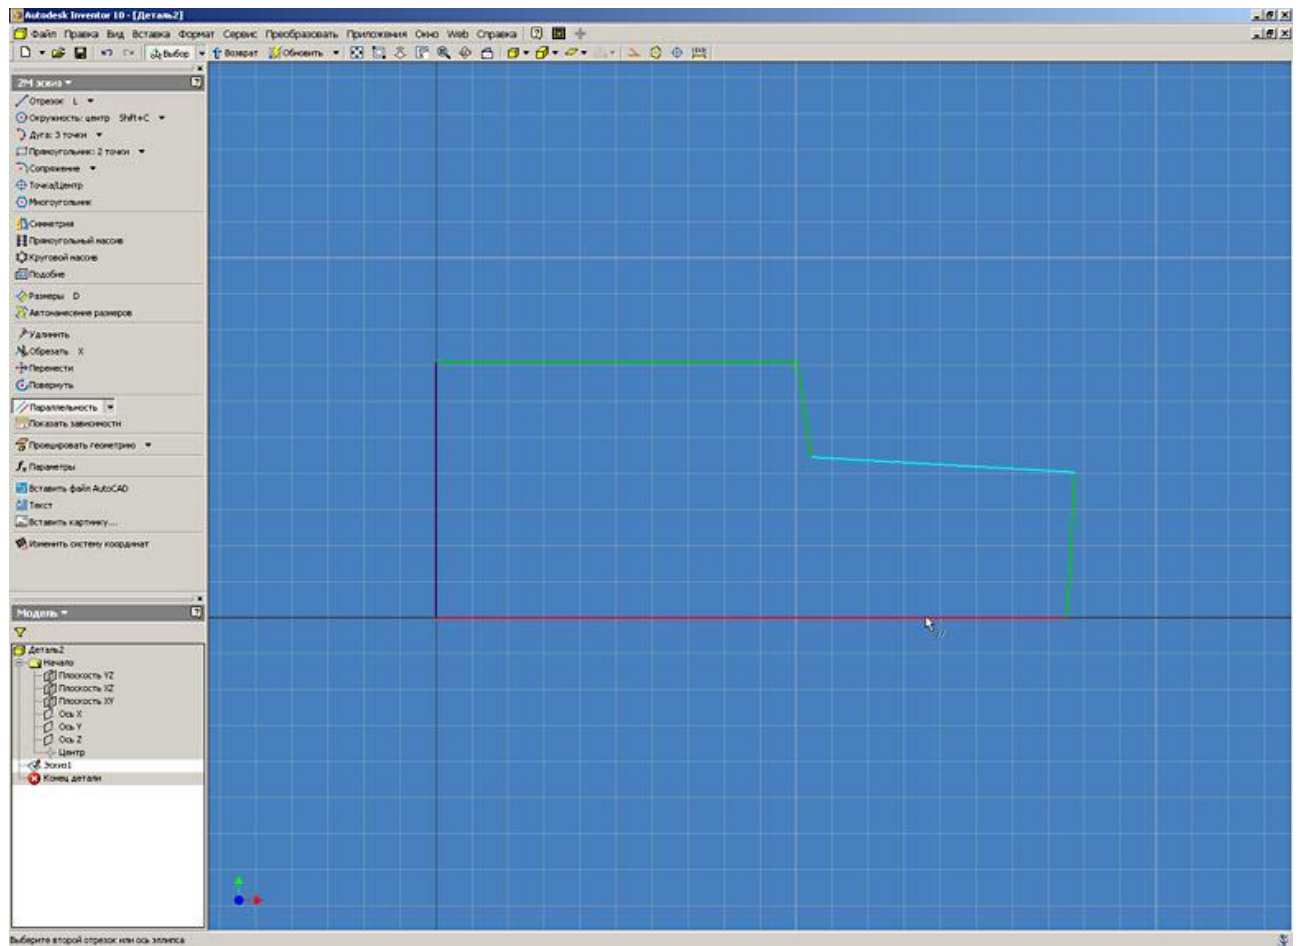 Autodesk Inventor 10 - [Деталь2]
Файл Правка Вид Вставка Формат Сервис Преобразовать Приложения Окно Web Справка
Выбор Возврат Обновить
2М эскиз
Отрезок L
Окружность: центр Shift+C
Дуга: 3 точки
Прямоугольник: 2 точки
Сопряжение
Точка/Центр
Многоугольник
Симметрия
Прямоугольный массив
Круговой массив
Подобие
Размеры D
Автонанесение размеров
Удлинить
Обрезать X
Перенести
Повернуть
Параллельность
Показать зависимости
Проецировать геометрию
fx Параметры
Вставить файл AutoCAD
Текст
Вставить картинку...
Изменить систему координат
Модель
Деталь2
Начало
Плоскость YZ
Плоскость XZ
Плоскость XY
Ось X
Ось Y
Ось Z
Центр
Эскиз1
Конец детали
Выберите второй отрезок или ось эллипса